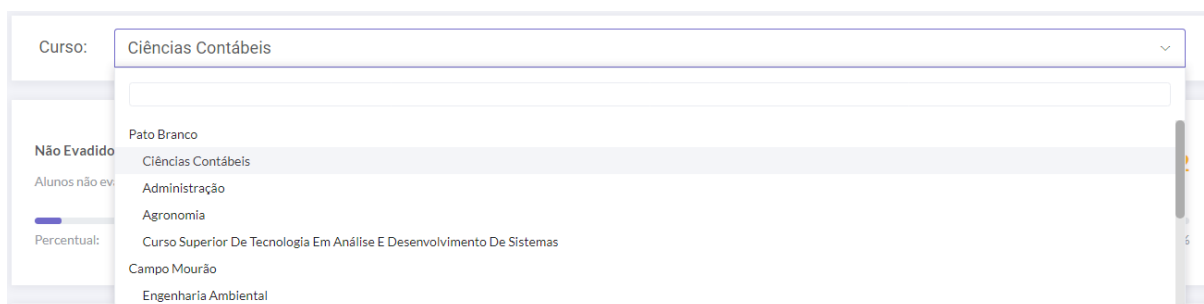 Curso:
Ciências Contábeis
Pato Branco
Ciências Contábeis
Administração
Agronomia
Curso Superior De Tecnologia Em Análise E Desenvolvimento De Sistemas
Campo Mourão
Engenharia Ambiental
Não Evadido
Alunos não
Percentual: